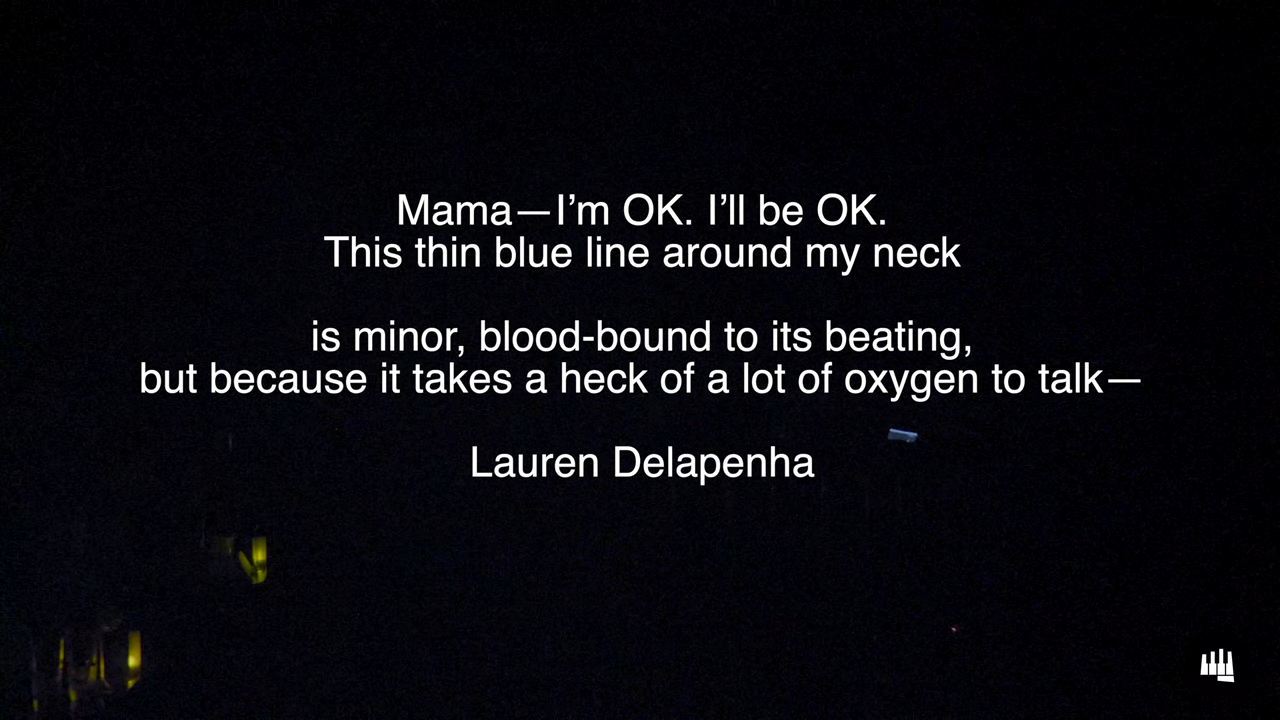 Mama—I’m OK. I’ll be OK.
This thin blue line around my neck
is minor, blood-bound to its beating,
but because it takes a heck of a lot of oxygen to talk—
Lauren Delapenha